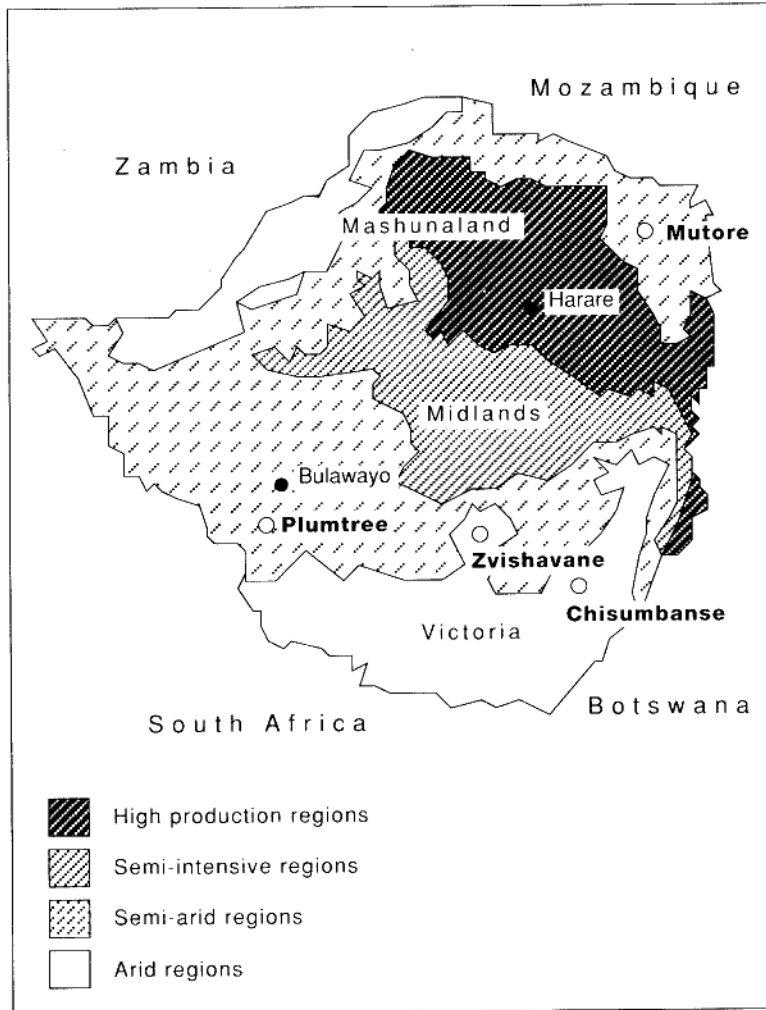 Mozambique
Zambia
Mashunaland
Mutore
Harare
Midlands
Bulawayo
Plumtree
Zvishavane
Chisumbanse
Victoria
Botswana
South Africa
High production regions
Semi-intensive regions
Semi-arid regions
Arid regions